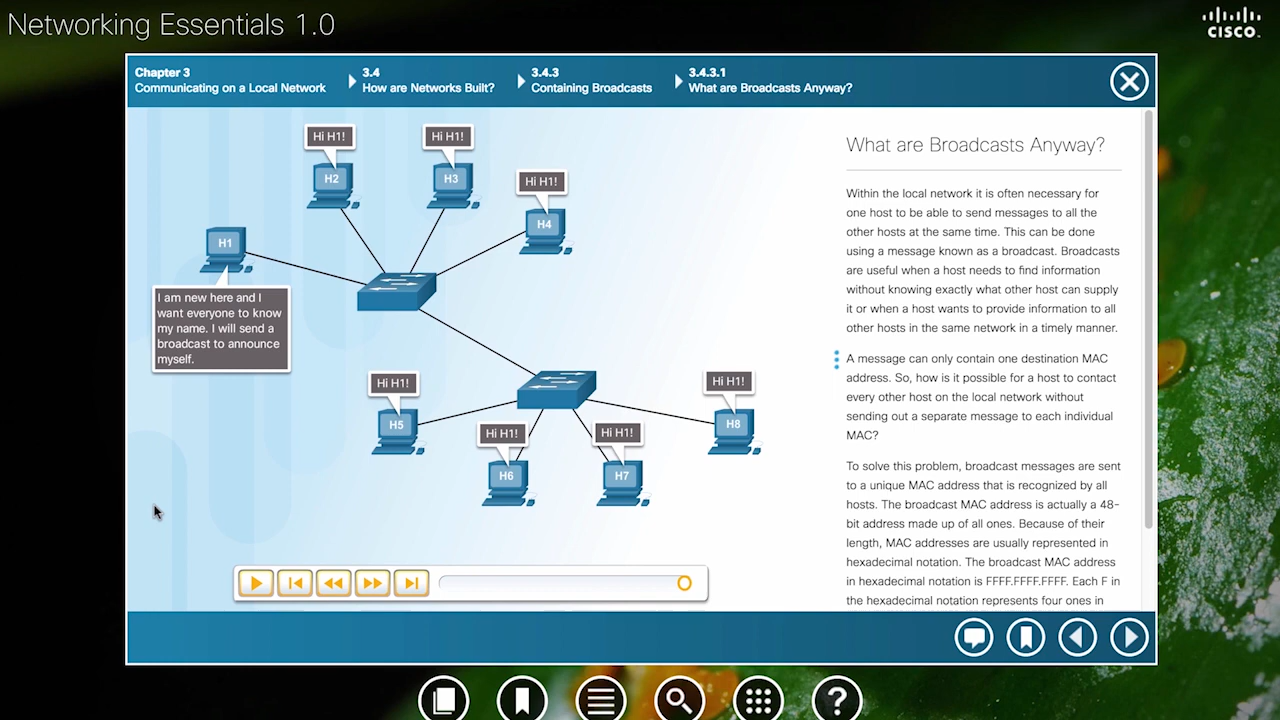 Networking Essentials 1.0
CISCO.
Chapter 3
Communicating on a Local Network
3.4
How are Networks Built?
3.4.3
Containing Broadcasts
3.4.3.1
What are Broadcasts Anyway?
Hi H1!
Hi H1!
Hi H1!
H2
H3
H4
H1
I am new here and I
want everyone to know
my name. I will send a
broadcast to announce
myself.
Hi H1!
Hi H1!
H5
H8
Hi H1!
Hi H1!
H6
H7
What are Broadcasts Anyway?
Within the local network it is often necessary for
one host to be able to send messages to all the
other hosts at the same time. This can be done
using a message known as a broadcast. Broadcasts
are useful when a host needs to find information
without knowing exactly what other host can supply
it or when a host wants to provide information to all
other hosts in the same network in a timely manner.
A message can only contain one destination MAC
address. So, how is it possible for a host to contact
every other host on the local network without
sending out a separate message to each individual
MAC?
To solve this problem, broadcast messages are sent
to a unique MAC address that is recognized by all
hosts. The broadcast MAC address is actually a 48-
bit address made up of all ones. Because of their
length, MAC addresses are usually represented in
hexadecimal notation. The broadcast MAC address
in hexadecimal notation is FFFF.FFFF.FFFF. Each F in
the hexadecimal notation represents four ones in
?